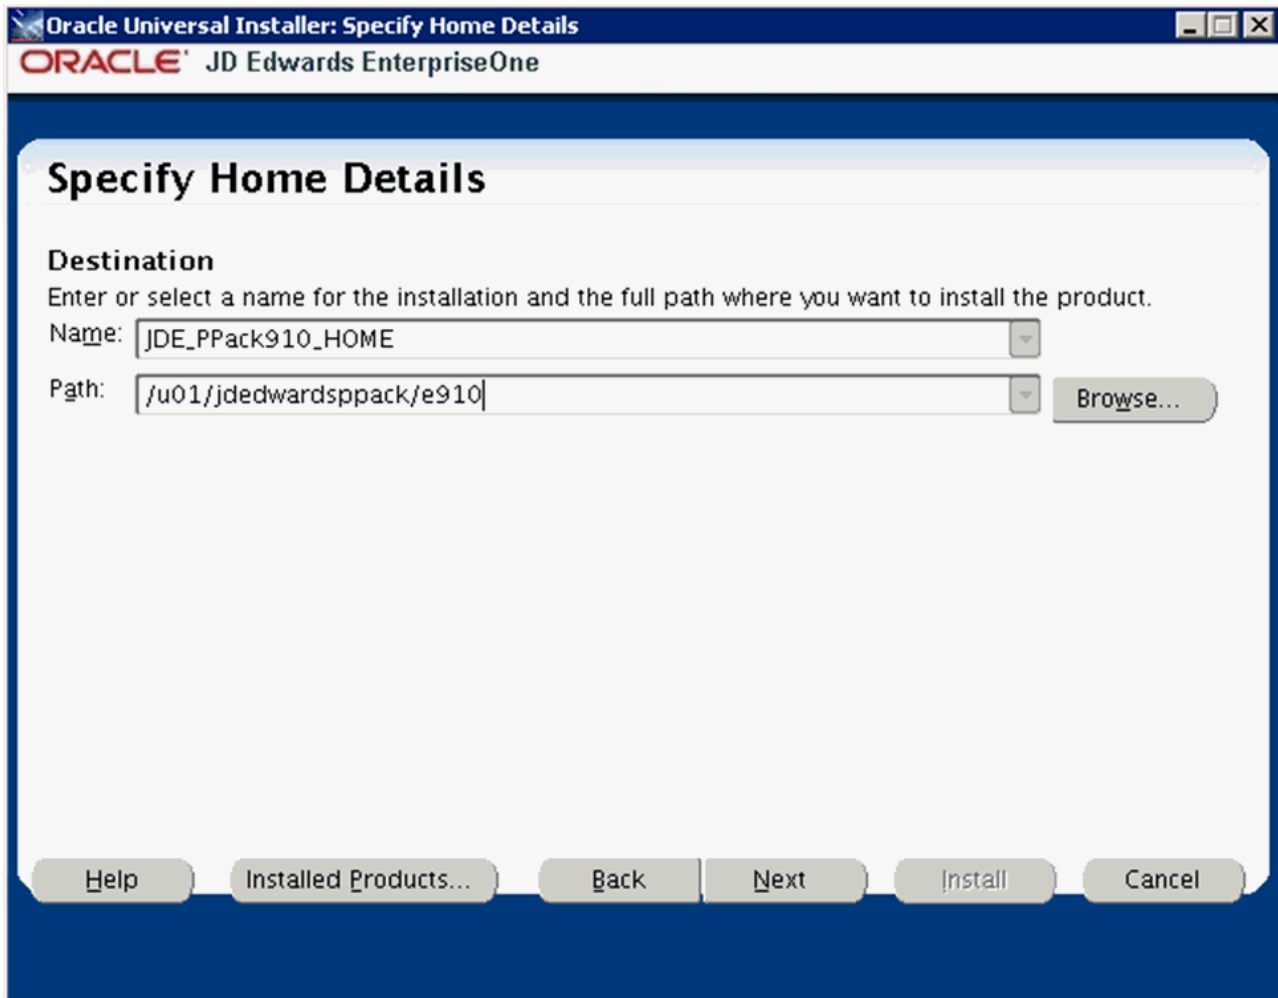 Oracle Universal Installer: Specify Home Details
ORACLE JD Edwards EnterpriseOne
Specify Home Details
Destination
Enter or select a name for the installation and the full path where you want to install the product.
Name: JDE_PPack910_HOME
Path: /u01/jdedwardsppack/e910 Browse...
Help Installed Products... Back Next Install Cancel